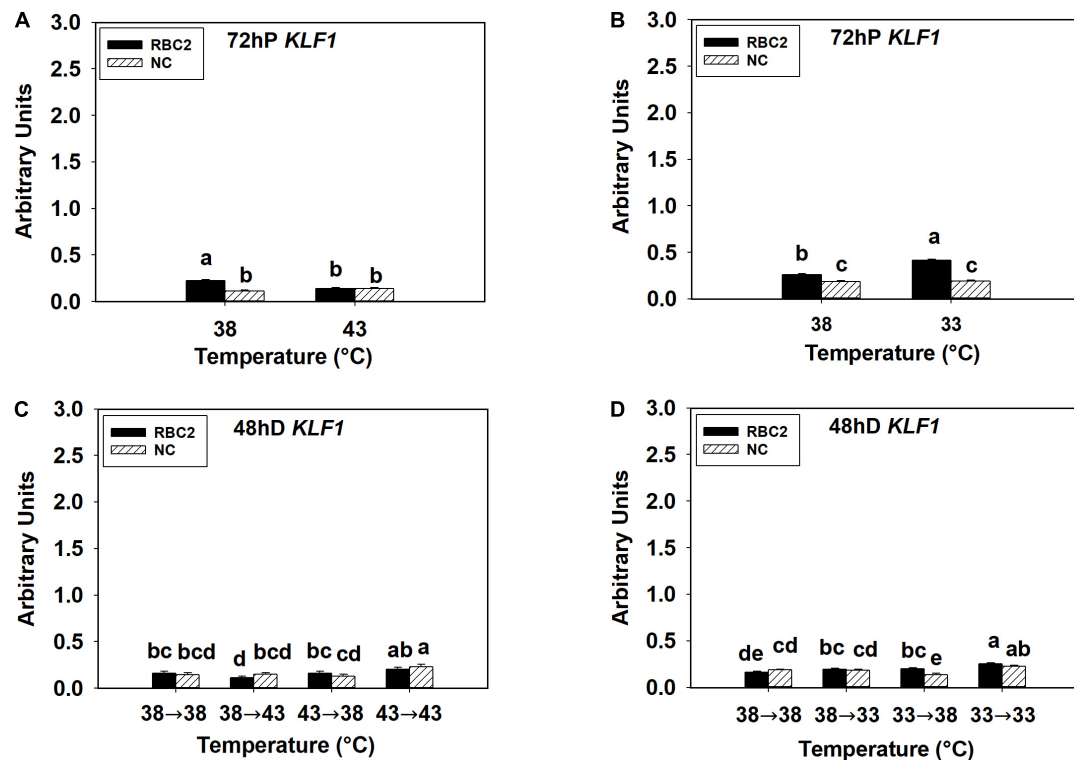 A
72hP KLF1
RBC2
NC
3.0
2.5
2.0
1.5
1.0
0.5
0.0
Arbitrary Units
a
b
b
b
38
43
Temperature (°C)
B
72hP KLF1
RBC2
NC
3.0
2.5
2.0
1.5
1.0
0.5
0.0
Arbitrary Units
b
c
a
c
38
33
Temperature (°C)
C
48hD KLF1
RBC2
NC
3.0
2.5
2.0
1.5
1.0
0.5
0.0
Arbitrary Units
bc bcd d bcd bc cd ab a
38→38 38→43 43→38 43→43
Temperature (°C)
D
48hD KLF1
RBC2
NC
3.0
2.5
2.0
1.5
1.0
0.5
0.0
Arbitrary Units
de cd bc cd bc e a ab
38→38 38→33 33→38 33→33
Temperature (°C)